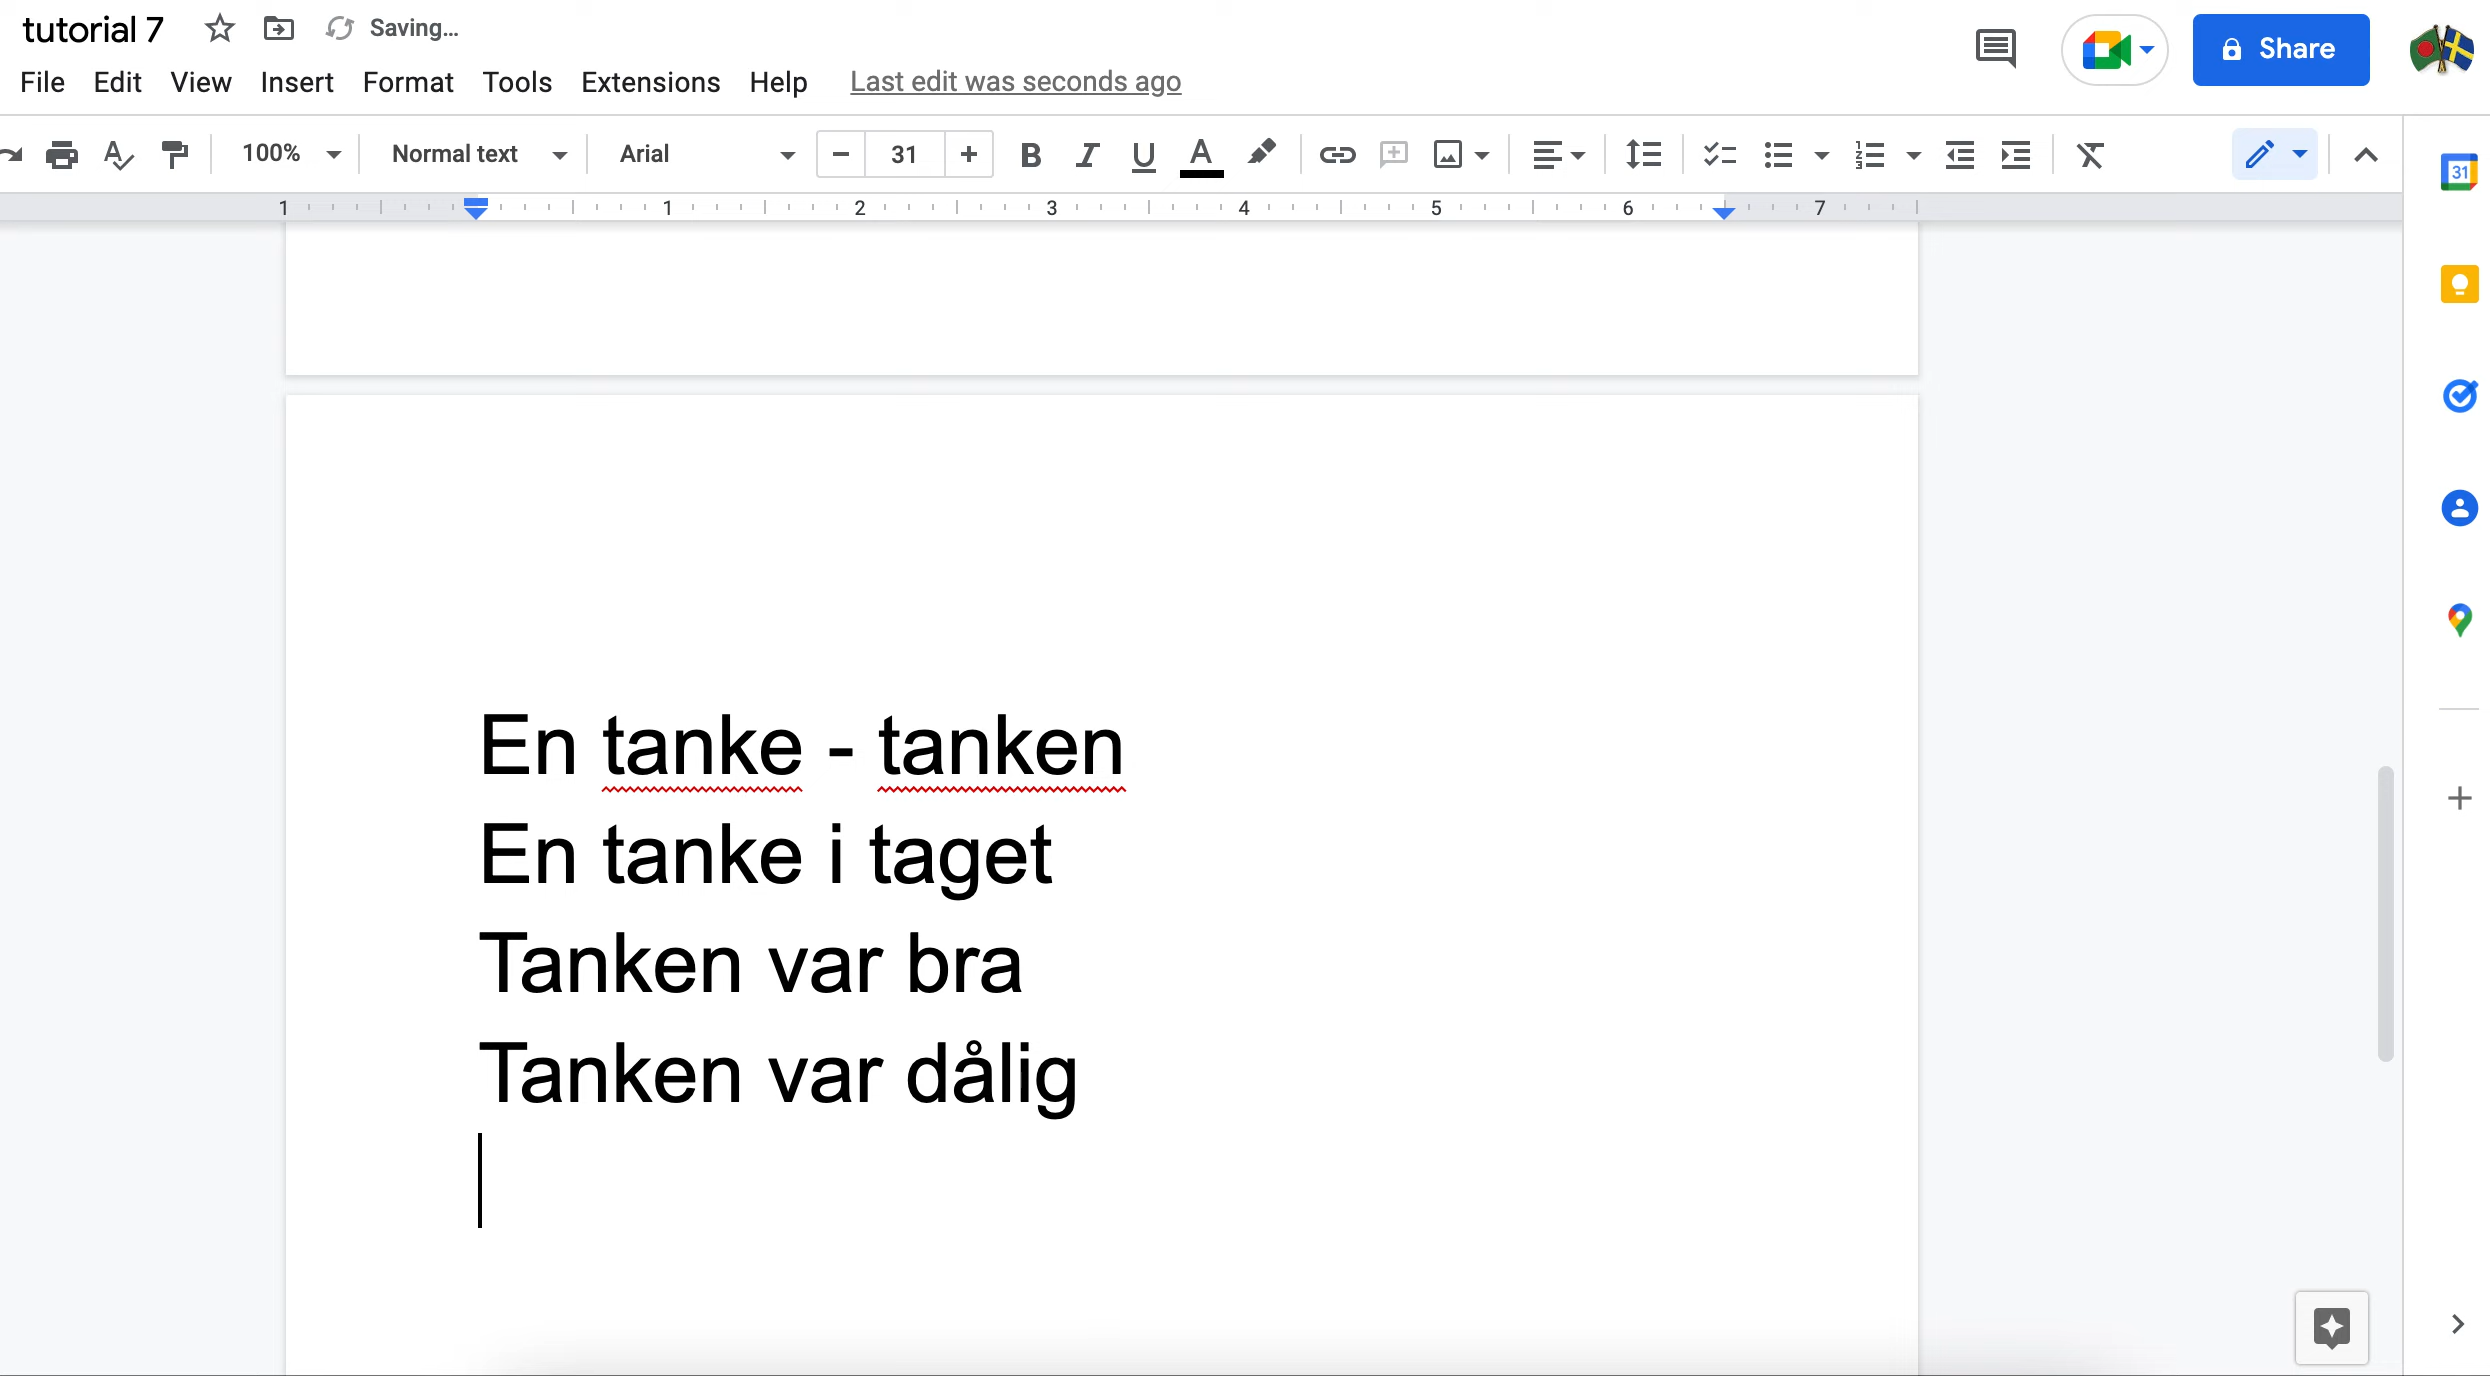 tutorial 7 Saving...
File Edit View Insert Format Tools Extensions Help Last edit was seconds ago
Share
100% Normal text Arial − 31 + B I U A
1 1 2 3 4 5 6 7
31
En tanke - tanken
En tanke i taget
Tanken var bra
Tanken var dålig